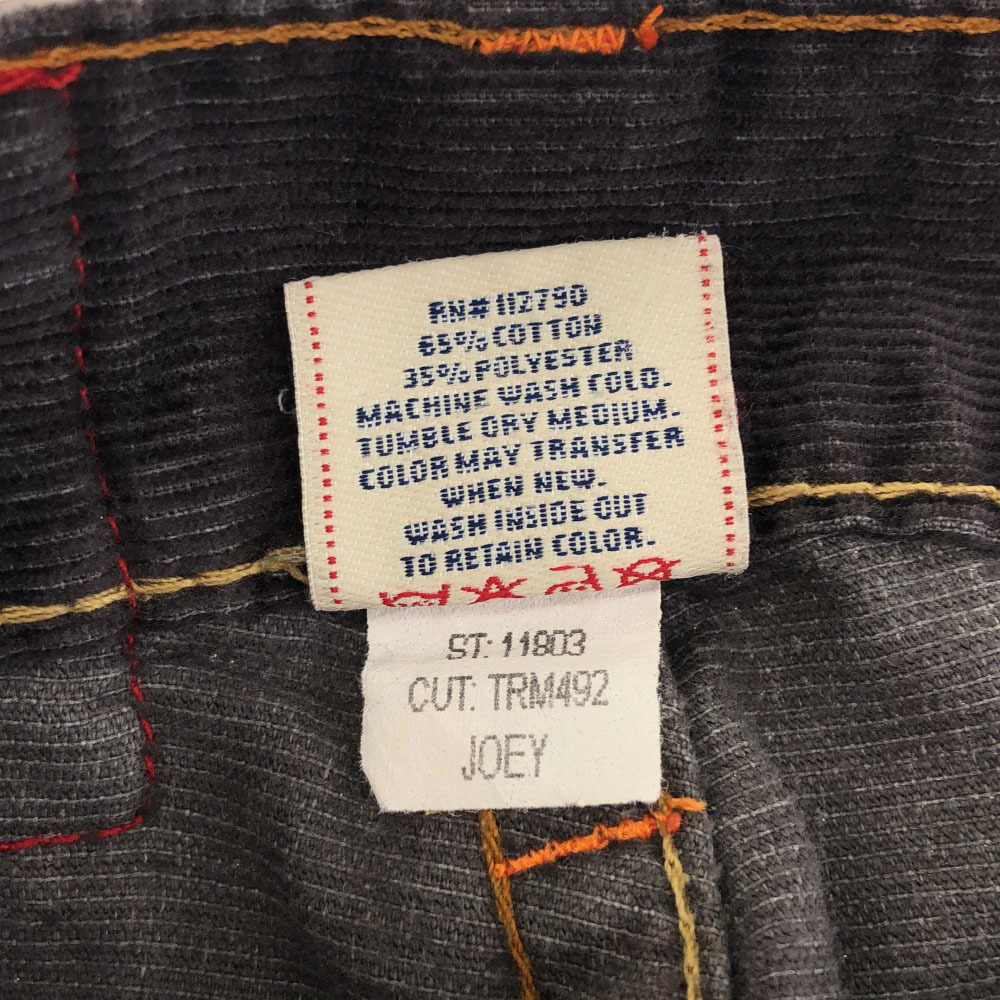 RN# 112790
65% COTTON
35% POLYESTER
MACHINE WASH COLD.
TUMBLE DRY MEDIUM.
COLOR MAY TRANSFER
WHEN NEW.
WASH INSIDE OUT
TO RETAIN COLOR.
ST: 11803
CUT: TRM492
JOEY